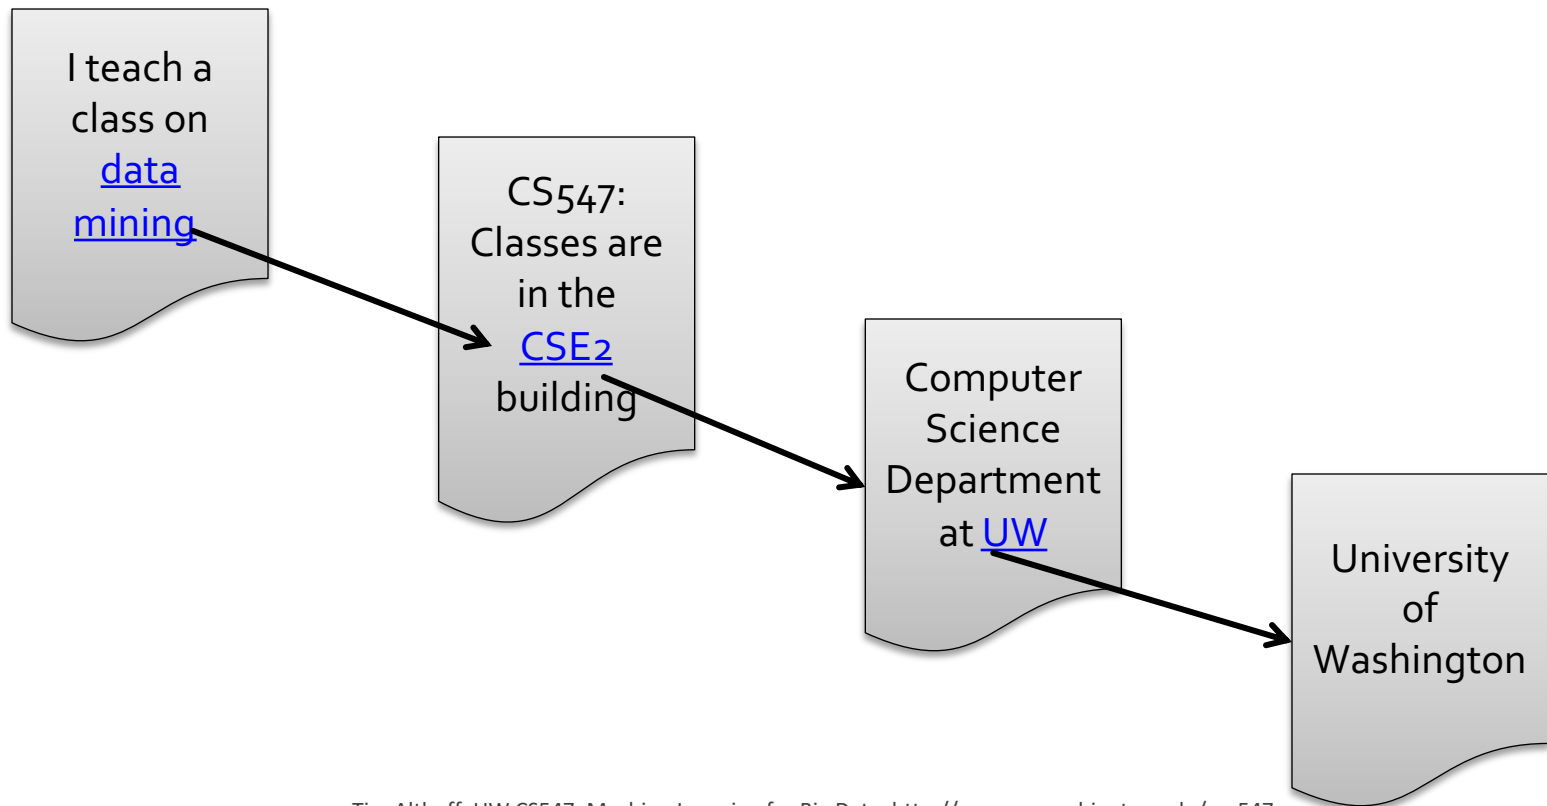 I teach a
class on
data
mining
CS547:
Classes are
in the
CSE2
building
Computer
Science
Department
at UW
University
of
Washington